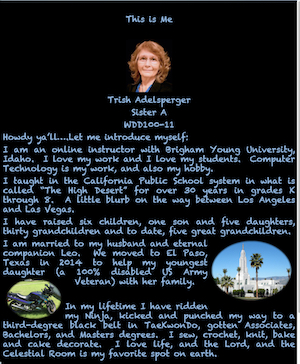 This is Me
Trish Adelsperger
Sister A
WDD100-11
Howdy ya'll....Let me introduce myself:
I am an online instructor with Brigham Young University,
Idaho.  I love my work and I love my students.  Computer
Technology is my work, and also my hobby.
I taught in the California Public School system in what is
called "The High Desert" for over 30 years in grades K
through 8.  A little blurb on the way between Los Angeles
and Las Vegas.
I have raised six children, one son and five daughters,
thirty grandchildren and to date, five great grandchildren.
I am married to my husband and eternal
companion Leo.  We moved to El Paso,
Texas in 2014 to help my youngest
daughter (a 100% disabled US Army
Veteran) with her family.
In my lifetime I have ridden
my Ninja, kicked and punched my way to a
third-degree black belt in TaeKwonDo, gotten Associates,
Bachelors, and Masters degrees.  I sew, crochet, knit, bake
and cake decorate.  I love life, and the Lord, and the
Celestial Room is my favorite spot on earth.